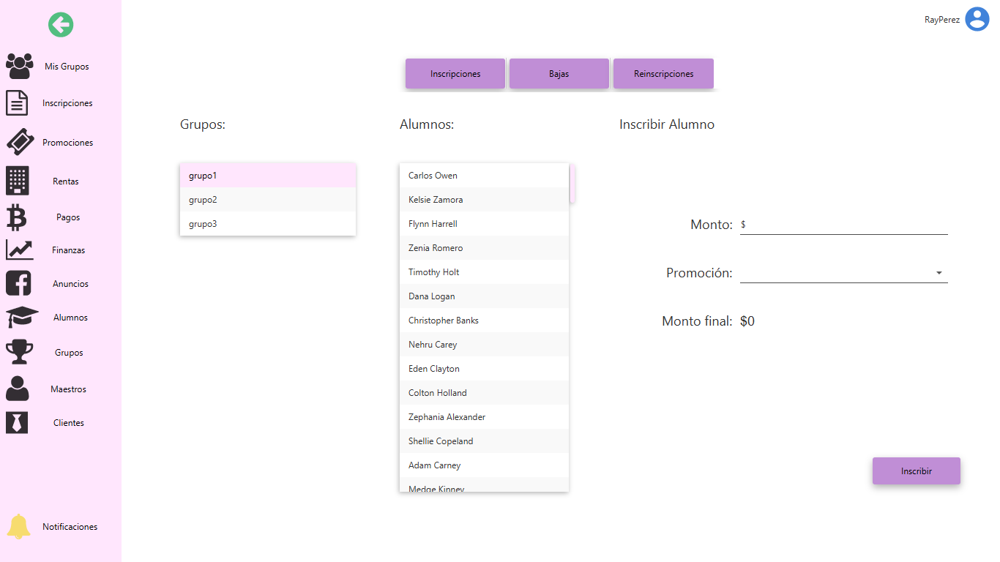 RayPerez
Mis Grupos
Inscripciones
Promociones
Rentas
Pagos
Finanzas
Anuncios
Alumnos
Grupos
Maestros
Clientes
Notificaciones
Inscripciones
Bajas
Reinscripciones
Grupos:
grupo1
grupo2
grupo3
Alumnos:
Carlos Owen
Kelsie Zamora
Flynn Harrell
Zenia Romero
Timothy Holt
Dana Logan
Christopher Banks
Nehru Carey
Eden Clayton
Colton Holland
Zephania Alexander
Shellie Copeland
Adam Carney
Medge Kinney
Inscribir Alumno
Monto: $
Promoción:
Monto final: $0
Inscribir